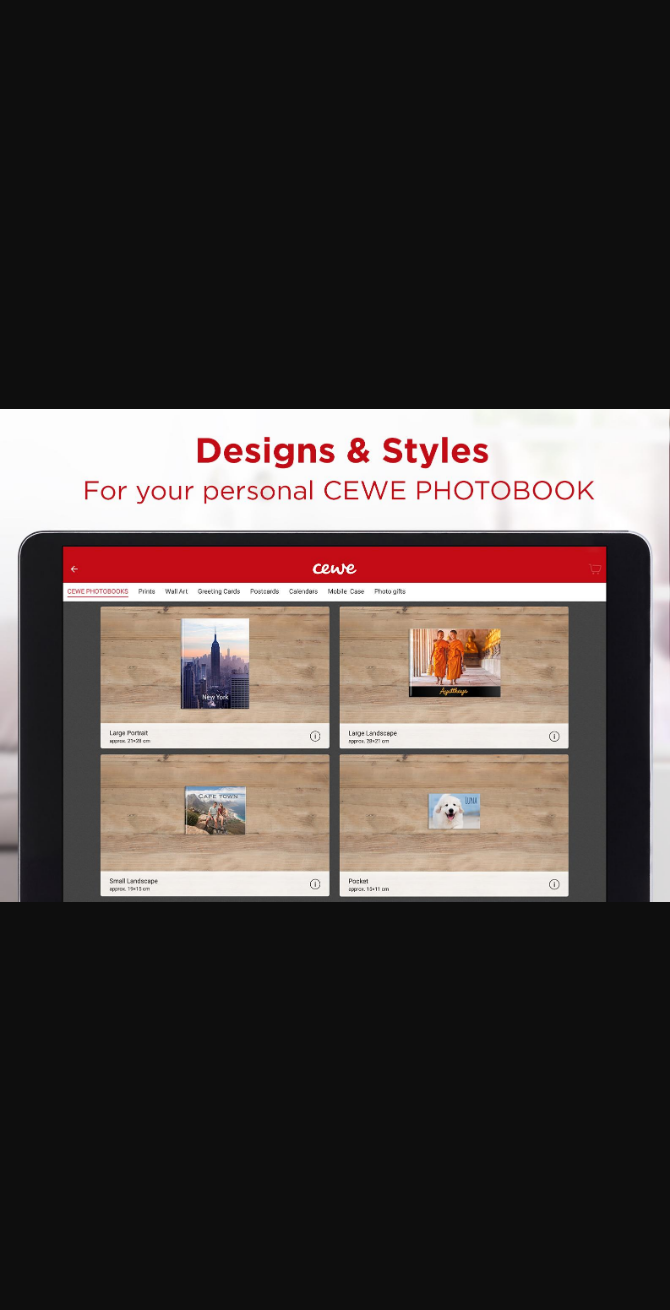 Designs & Styles
For your personal CEWE PHOTOBOOK
cewe
CEWE PHOTOBOOKS Prints Wall Art Greeting Cards Postcards Calendars Mobile Case Photo gifts
New York
Ayutthaya
Large Portrait
approx. 21×28 cm
Large Landscape
approx. 28×21 cm
CAPE TOWN
LUNA
Small Landscape
approx. 19×15 cm
Pocket
approx. 15×11 cm